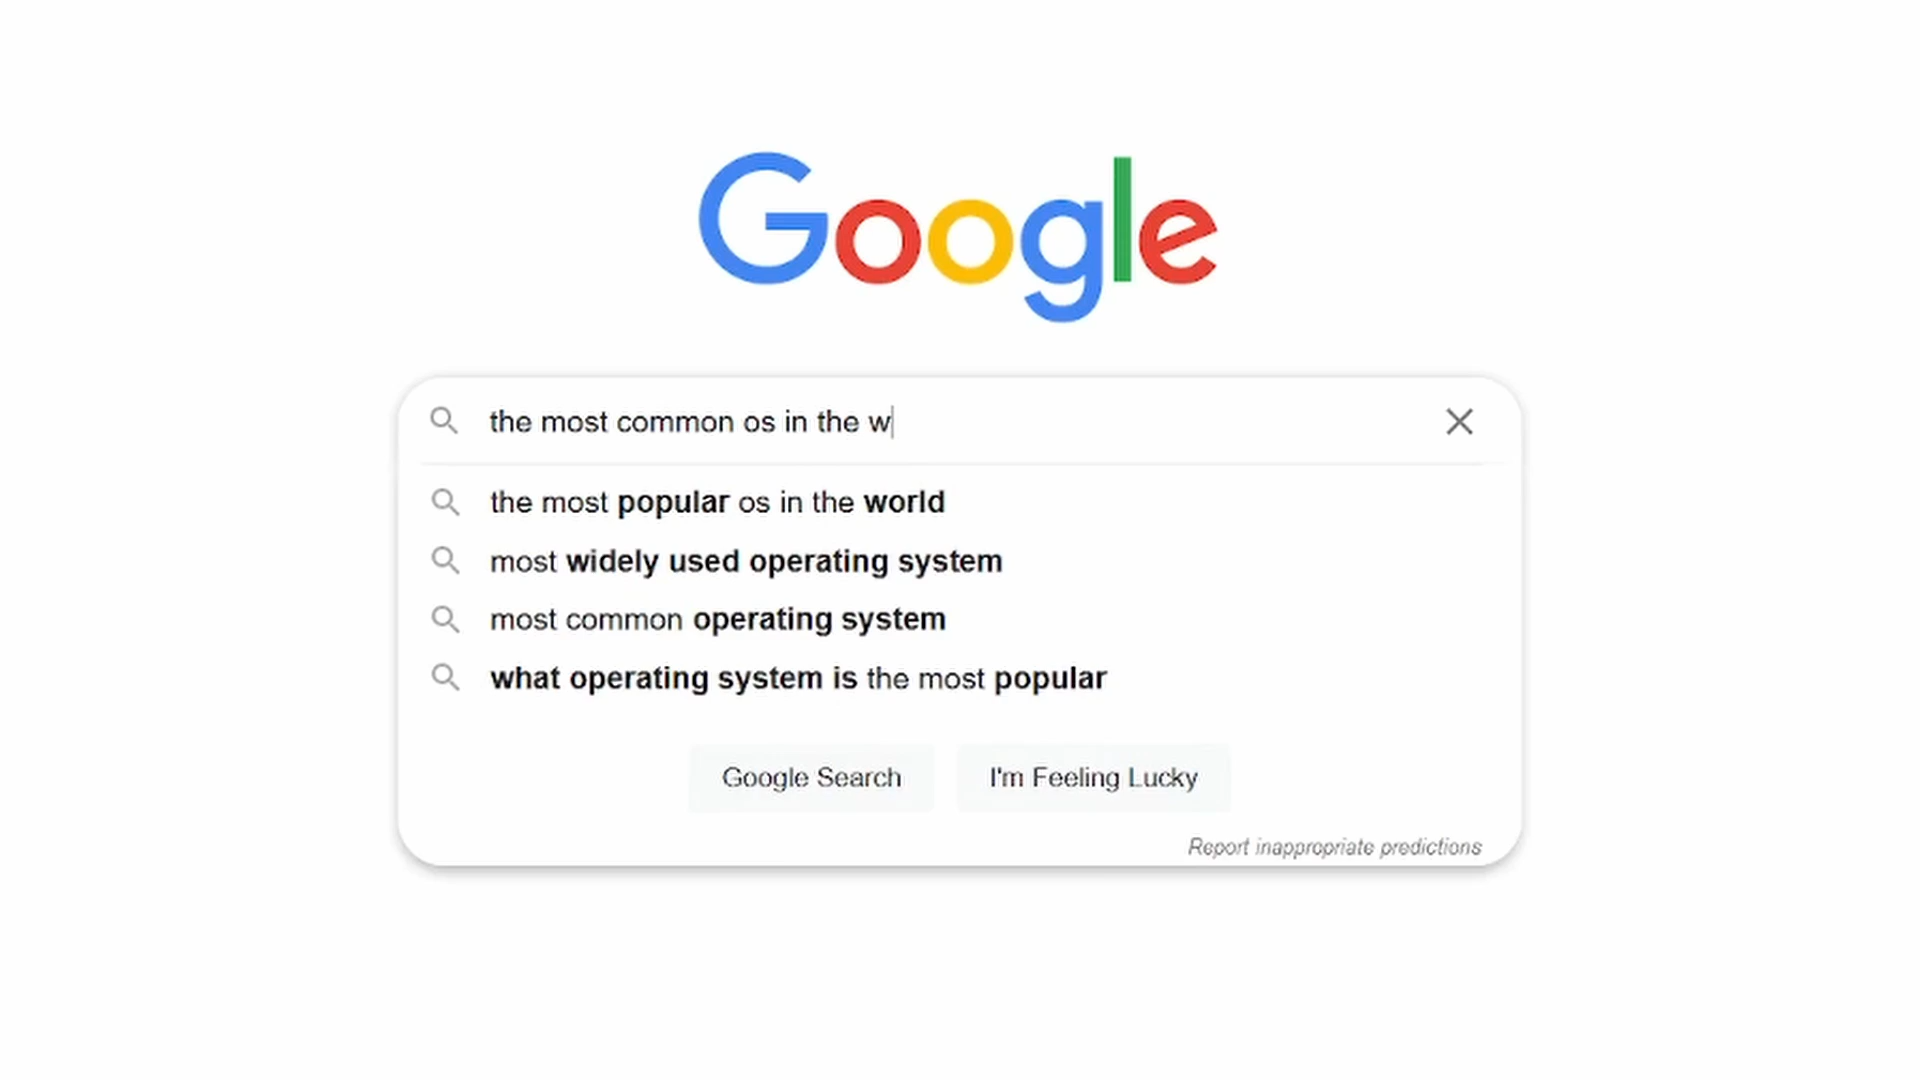 Google
the most common os in the w
the most popular os in the world
most widely used operating system
most common operating system
what operating system is the most popular
Google Search
I'm Feeling Lucky
Report inappropriate predictions